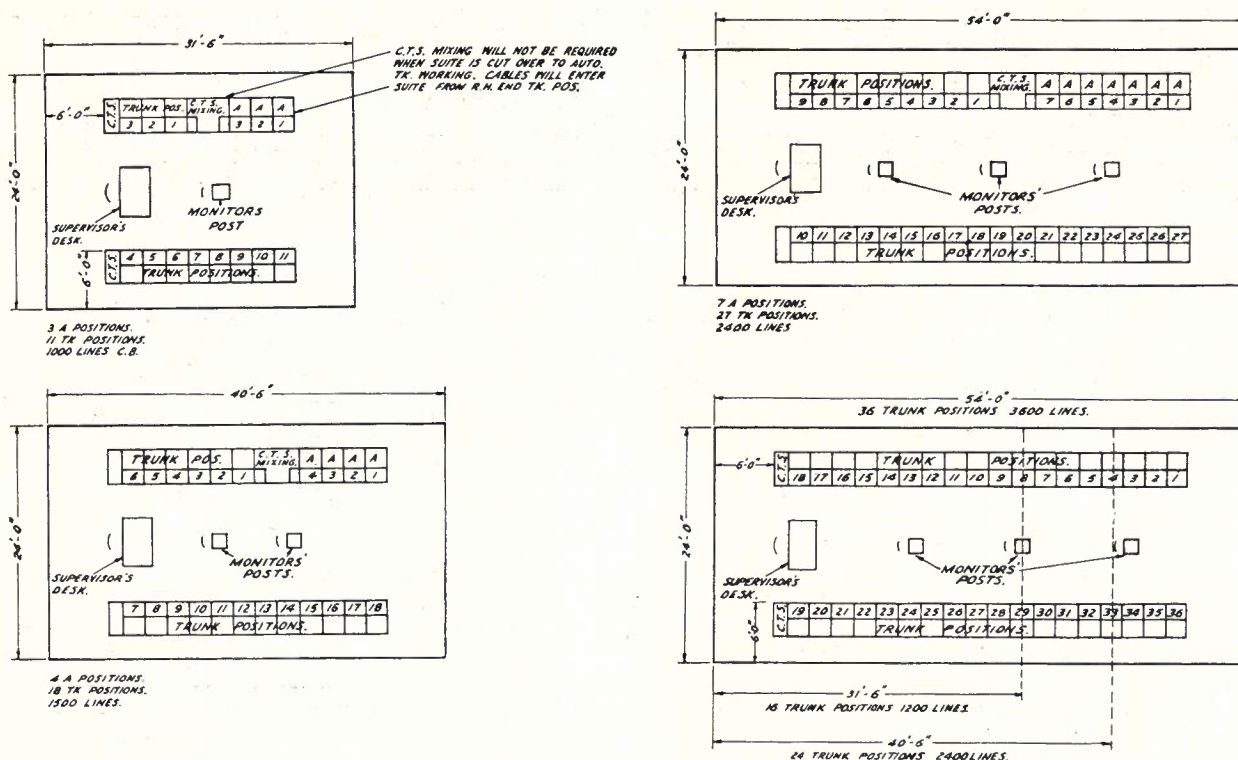 31'-6"
C.T.S. MIXING WILL NOT BE REQUIRED
WHEN SUITE IS CUT OVER TO AUTO.
TK. WORKING. CABLES WILL ENTER
SUITE FROM R.H. END TK. POS.
24'-0"
6'-0"
C.T.S. TRUNK POS. C.T.S. MIXING. A A A
3 2 1 3 2 1
SUPERVISOR'S
DESK.
MONITORS
POST
6'-0"
C.T.S. 4 5 6 7 8 9 10 11
TRUNK POSITIONS.
3 A POSITIONS.
11 TK POSITIONS.
1000 LINES C.B.
54'-0"
24'-0"
TRUNK POSITIONS. C.T.S. MIXING. A A A A A A A
9 8 7 6 5 4 3 2 1 7 6 5 4 3 2 1
SUPERVISOR'S
DESK.
MONITORS'
POSTS.
10 11 12 13 14 15 16 17 18 19 20 21 22 23 24 25 26 27
TRUNK POSITIONS.
7 A POSITIONS.
27 TK POSITIONS.
2400 LINES
40'-6"
24'-0"
TRUNK POS. C.T.S. MIXING. A A A A
6 5 4 3 2 1 4 3 2 1
SUPERVISOR'S
DESK.
MONITORS'
POSTS.
7 8 9 10 11 12 13 14 15 16 17 18
TRUNK POSITIONS.
4 A POSITIONS.
18 TK POSITIONS.
1500 LINES.
54'-0"
36 TRUNK POSITIONS 3600 LINES.
24'-0"
6'-0"
C.T.S. TRUNK POSITIONS.
18 17 16 15 14 13 12 11 10 9 8 7 6 5 4 3 2 1
SUPERVISOR'S
DESK.
MONITORS'
POSTS.
6'-0"
C.T.S. 19 20 21 22 23 24 25 26 27 28 29 30 31 32 33 34 35 36
TRUNK POSITIONS.
31'-6"
16 TRUNK POSITIONS 1200 LINES.
40'-6"
24 TRUNK POSITIONS 2400 LINES.